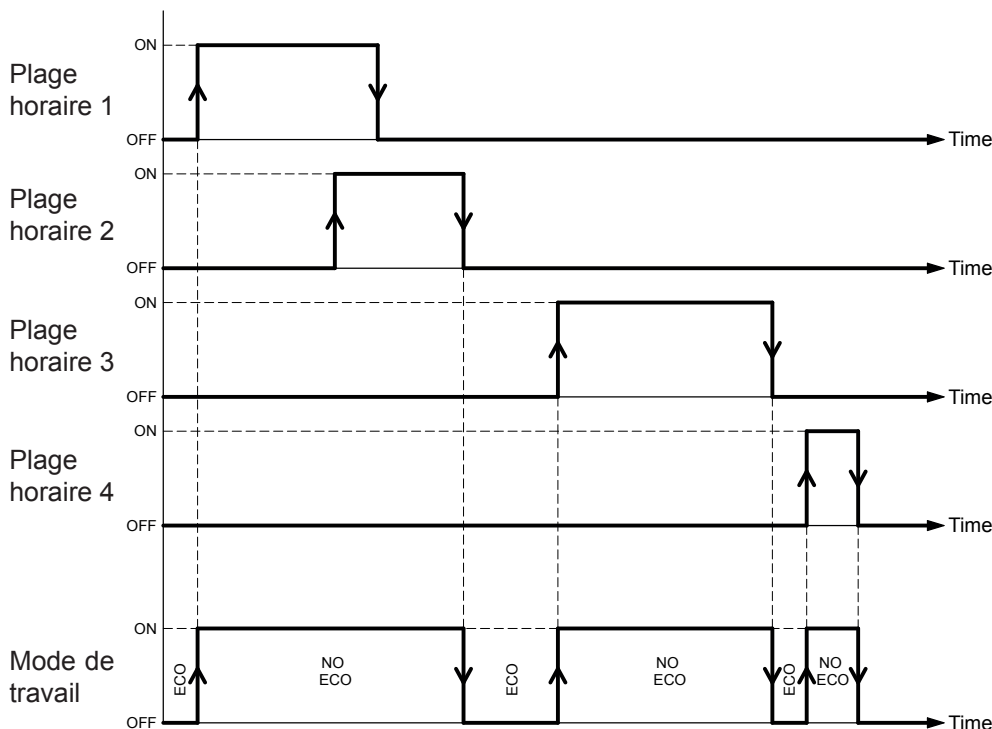 ON
Plage
horaire 1
OFF
Time
ON
Plage
horaire 2
OFF
Time
ON
Plage
horaire 3
OFF
Time
ON
Plage
horaire 4
OFF
Time
ON
Mode de
travail
ECO
NO
ECO
ECO
NO
ECO
ECO
NO
ECO
OFF
Time